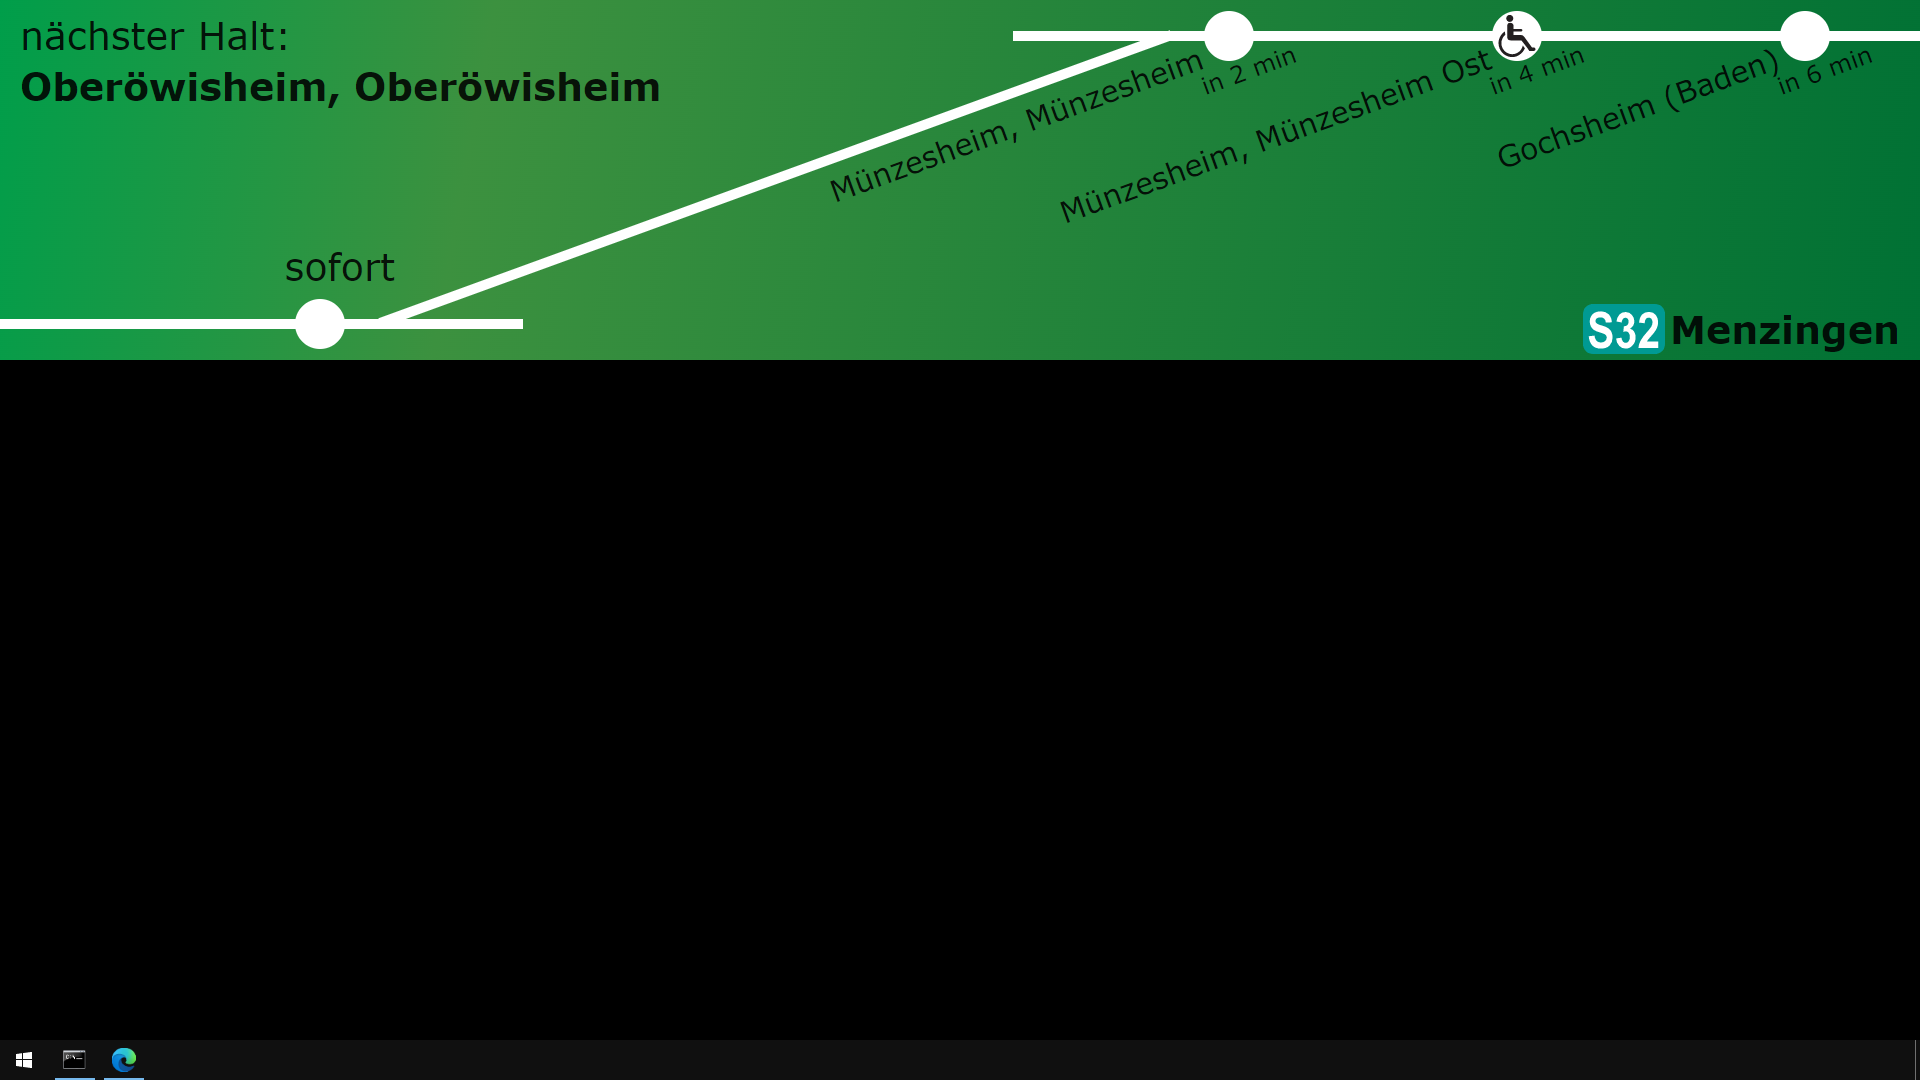 nächster Halt:
Oberöwisheim, Oberöwisheim
sofort
Münzesheim, Münzesheim
in 2 min
Münzesheim, Münzesheim Ost
in 4 min
Gochsheim (Baden)
in 6 min
S32 Menzingen